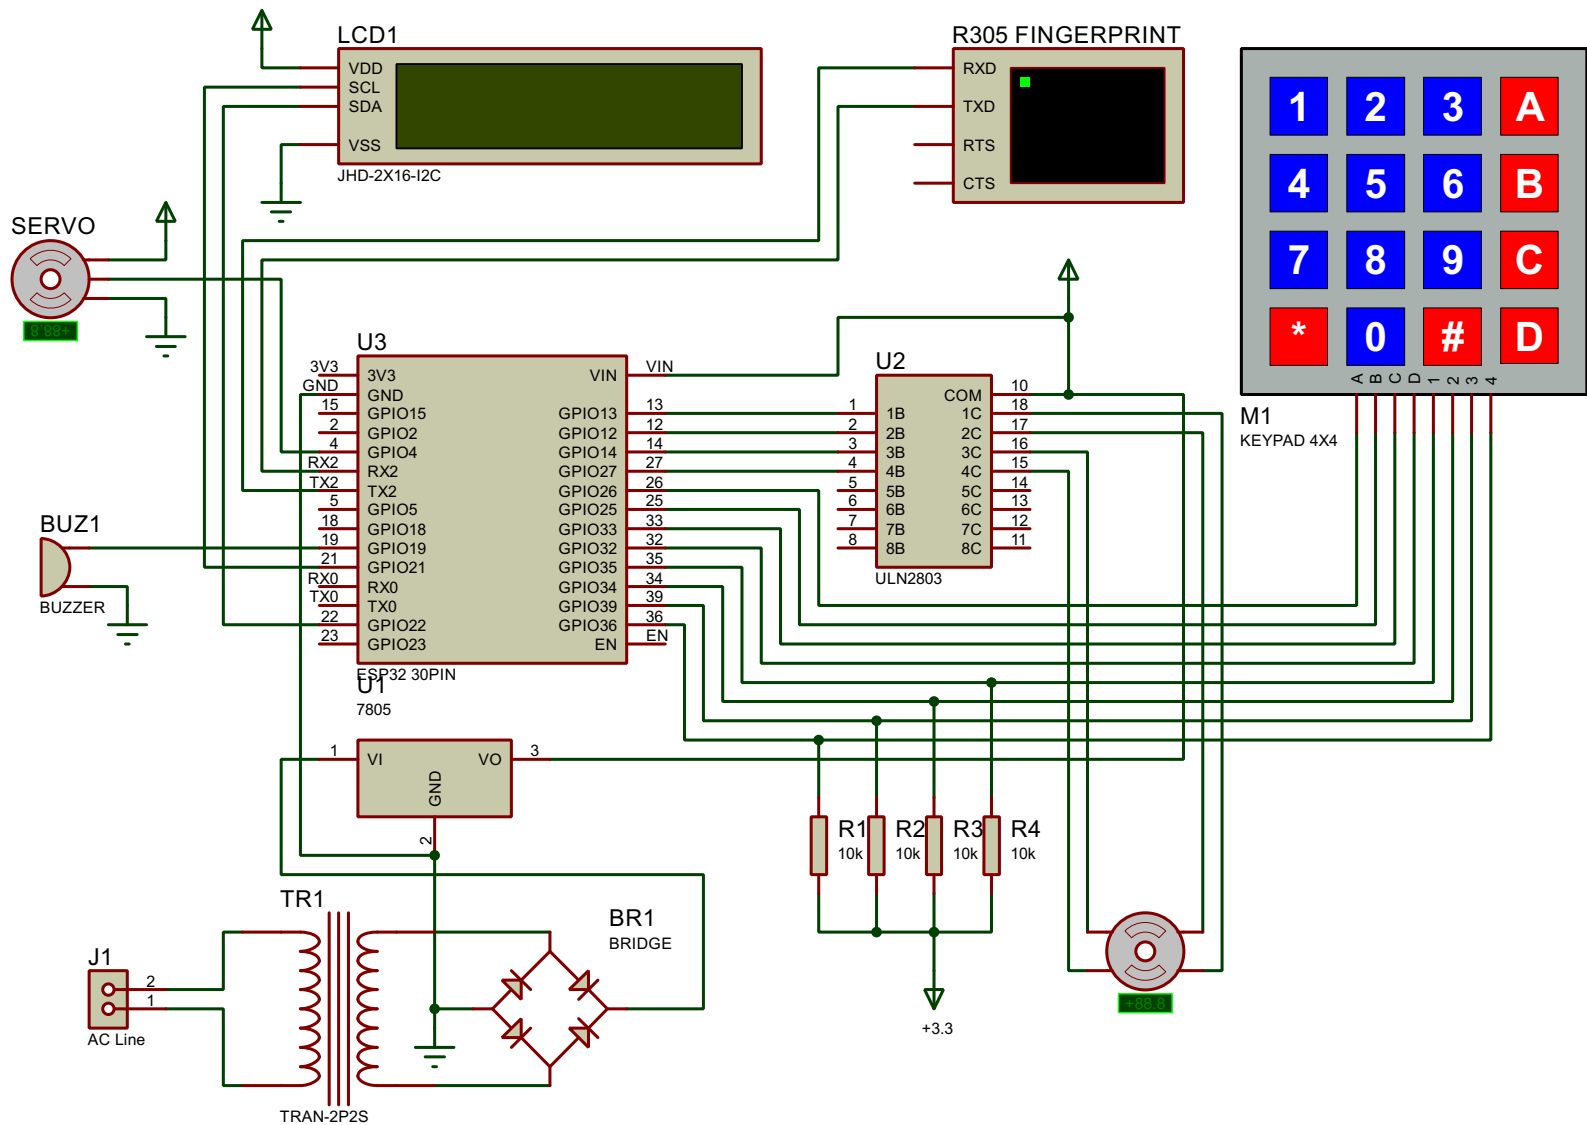 LCD1
VDD
SCL
SDA
VSS
JHD-2X16-I2C
R305 FINGERPRINT
RXD
TXD
RTS
CTS
1 2 3 A
4 5 6 B
7 8 9 C
* 0 # D
A B C D 1 2 3 4
M1
KEYPAD 4X4
SERVO
+88.8
U3
3V3 3V3 VIN VIN
GND GND
15 GPIO15 GPIO13 13
2 GPIO2 GPIO12 12
4 GPIO4 GPIO14 14
RX2 RX2 GPIO27 27
TX2 TX2 GPIO26 26
5 GPIO5 GPIO25 25
18 GPIO18 GPIO33 33
19 GPIO19 GPIO32 32
21 GPIO21 GPIO35 35
RX0 RX0 GPIO34 34
TX0 TX0 GPIO39 39
22 GPIO22 GPIO36 36
23 GPIO23 EN EN
ESP32 30PIN
U2
COM 10
1 1B 1C 18
2 2B 2C 17
3 3B 3C 16
4 4B 4C 15
5 5B 5C 14
6 6B 6C 13
7 7B 7C 12
8 8B 8C 11
ULN2803
BUZ1
BUZZER
U1
7805
1 VI VO 3
GND
2
R1
10k
R2
10k
R3
10k
R4
10k
+3.3
+88.8
TR1
TRAN-2P2S
BR1
BRIDGE
J1
2
1
AC Line